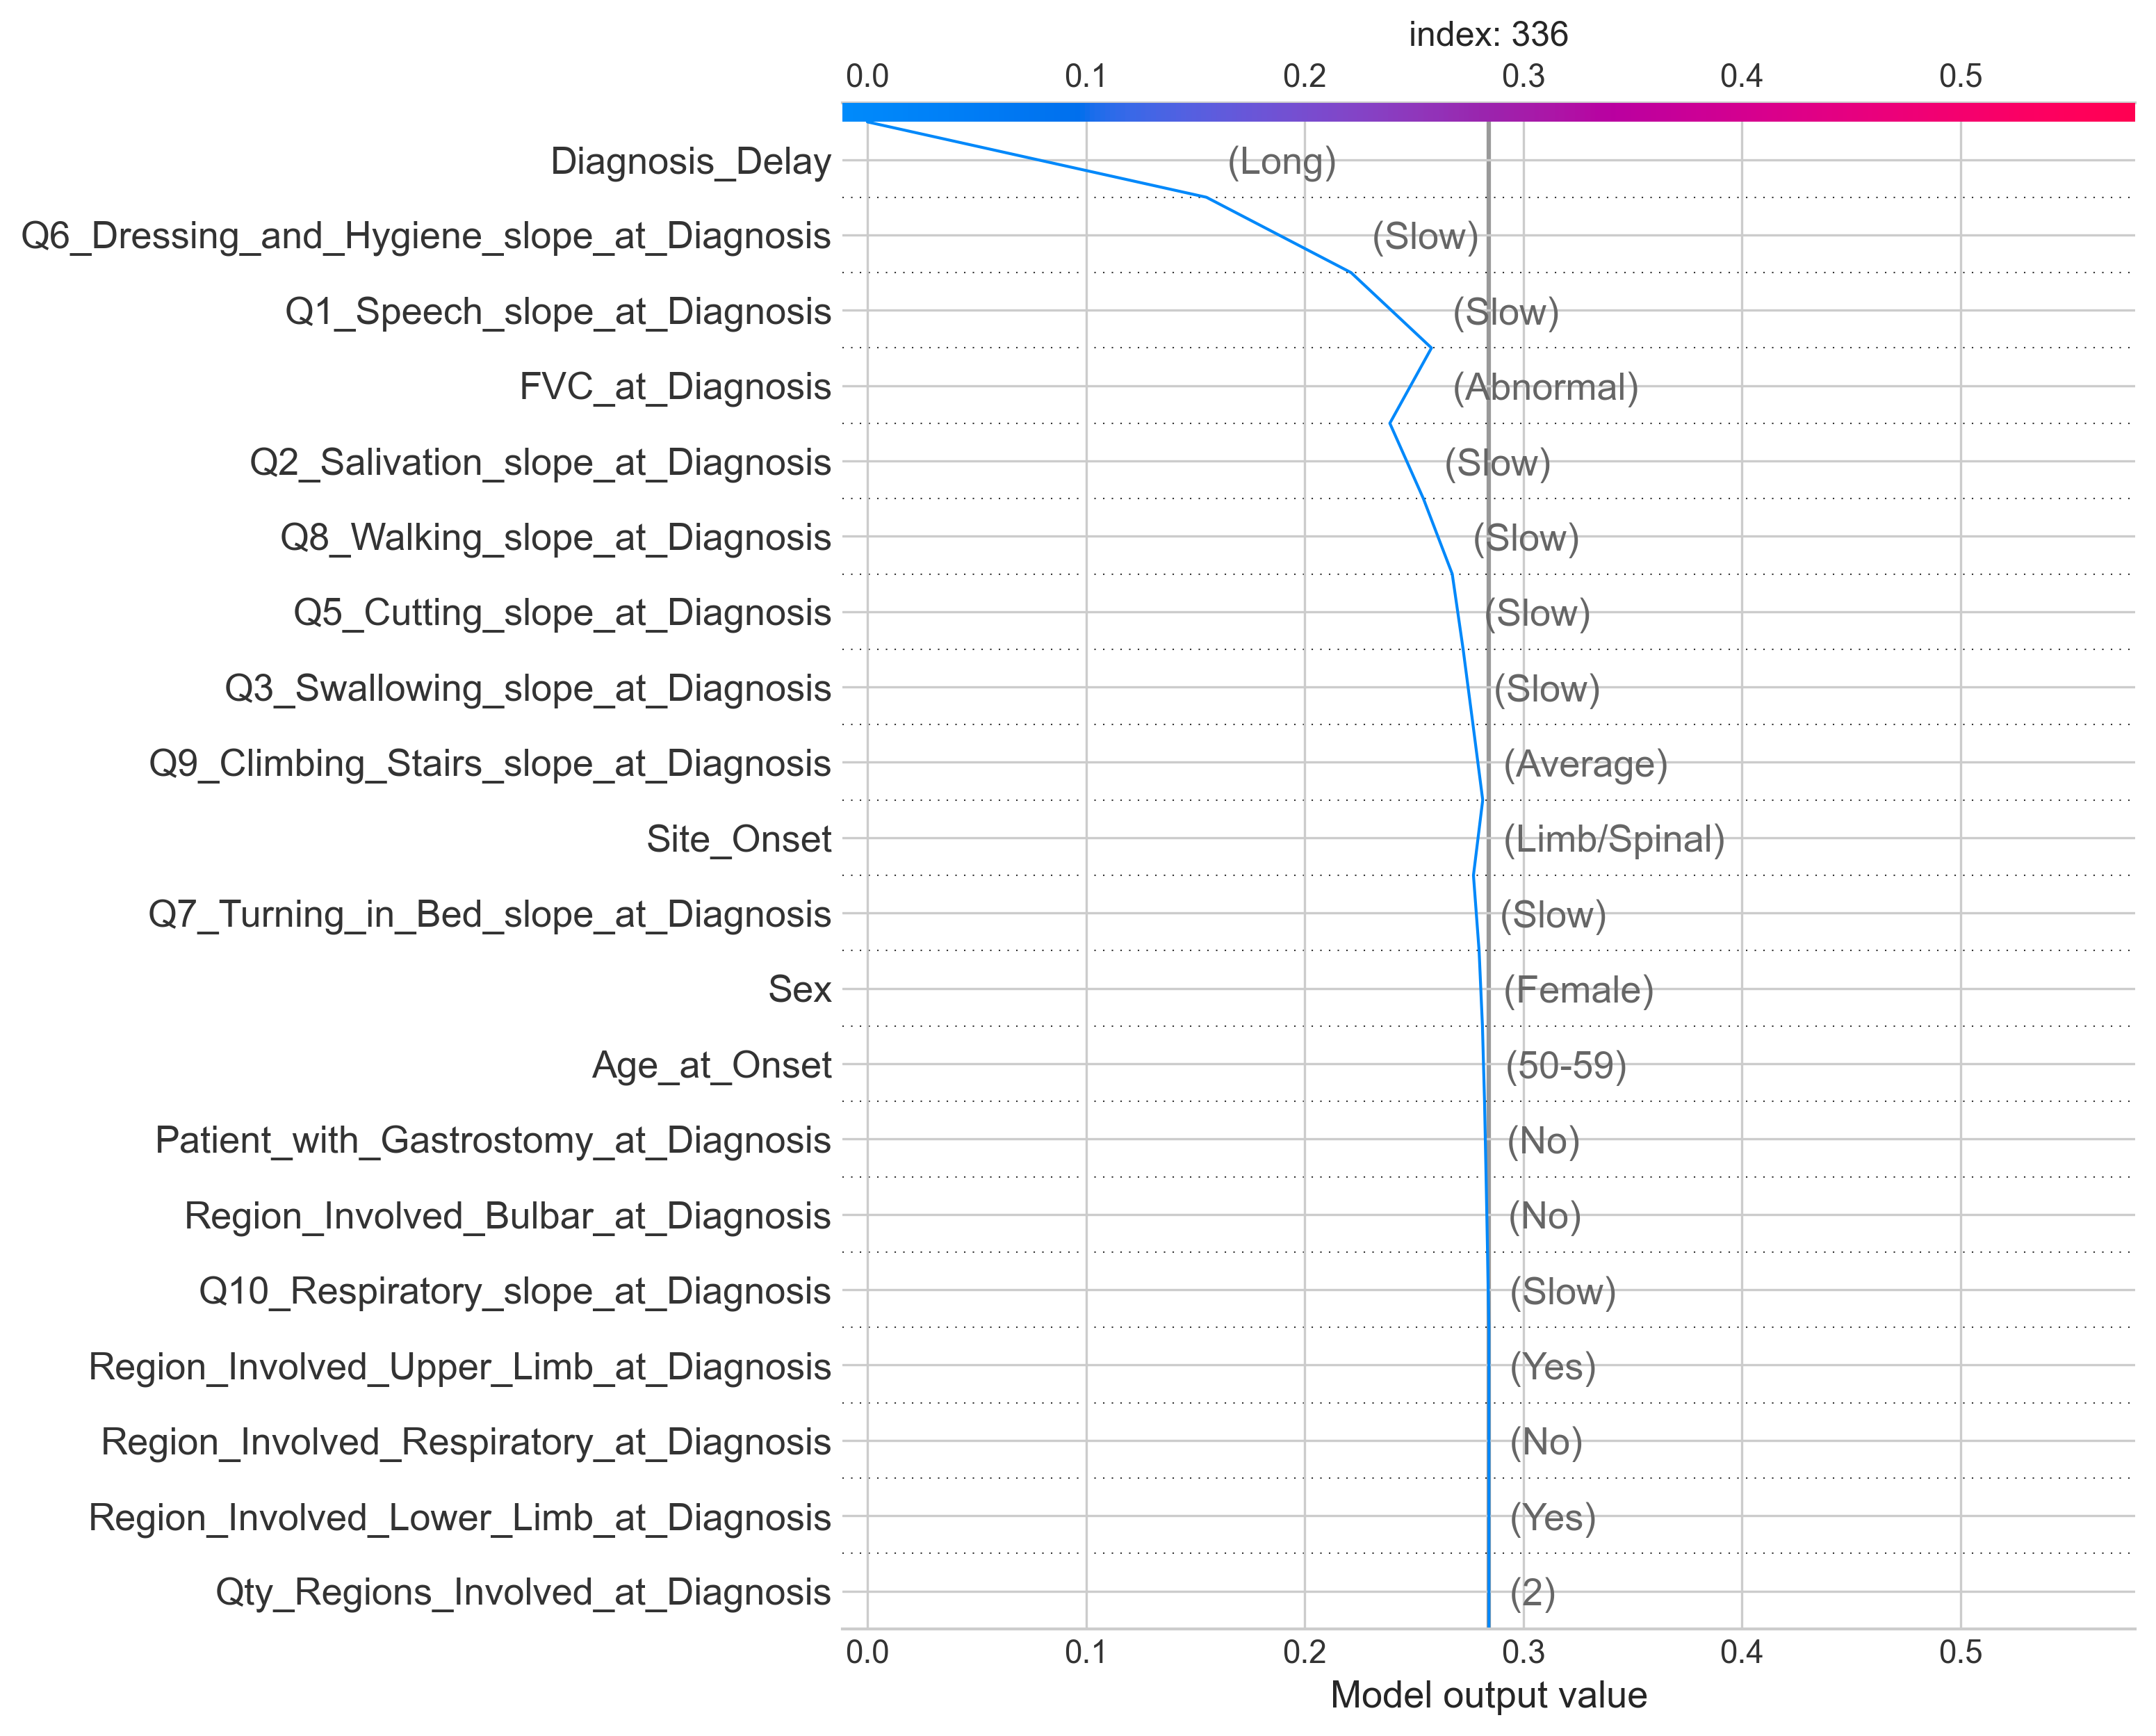 index: 336
0.0 0.1 0.2 0.3 0.4 0.5
Diagnosis_Delay (Long)
Q6_Dressing_and_Hygiene_slope_at_Diagnosis (Slow)
Q1_Speech_slope_at_Diagnosis (Slow)
FVC_at_Diagnosis (Abnormal)
Q2_Salivation_slope_at_Diagnosis (Slow)
Q8_Walking_slope_at_Diagnosis (Slow)
Q5_Cutting_slope_at_Diagnosis (Slow)
Q3_Swallowing_slope_at_Diagnosis (Slow)
Q9_Climbing_Stairs_slope_at_Diagnosis (Average)
Site_Onset (Limb/Spinal)
Q7_Turning_in_Bed_slope_at_Diagnosis (Slow)
Sex (Female)
Age_at_Onset (50-59)
Patient_with_Gastrostomy_at_Diagnosis (No)
Region_Involved_Bulbar_at_Diagnosis (No)
Q10_Respiratory_slope_at_Diagnosis (Slow)
Region_Involved_Upper_Limb_at_Diagnosis (Yes)
Region_Involved_Respiratory_at_Diagnosis (No)
Region_Involved_Lower_Limb_at_Diagnosis (Yes)
Qty_Regions_Involved_at_Diagnosis (2)
0.0 0.1 0.2 0.3 0.4 0.5
Model output value